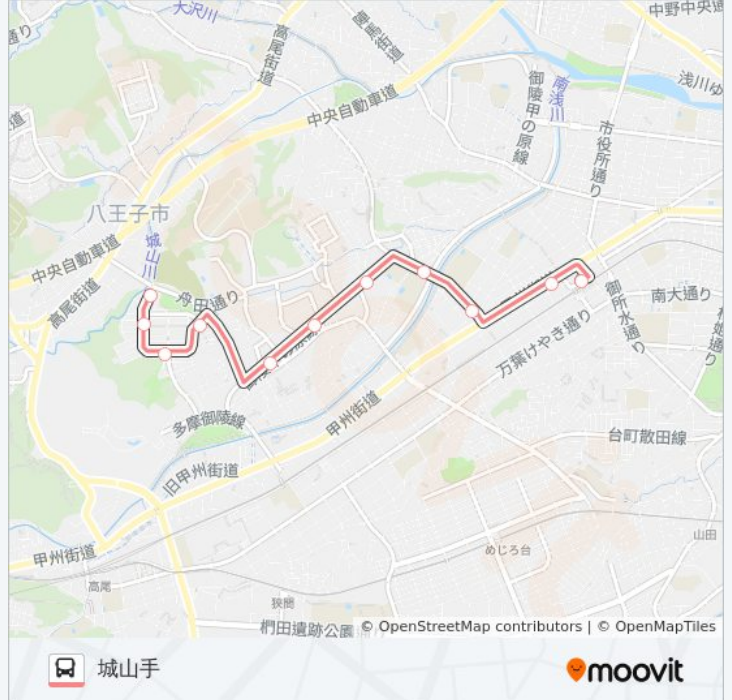 大沢川
中野中央通
通り
高尾街道
陣馬街道
浅川ゆ
南浅川
御陵甲の原線
中央自動車道
道
市役所通り
八王子市
城山川
中央自動車道
舟田通り
高尾街道
御所水通り
南大通り
万葉けやき通り
多摩御陵線
甲州街道
台町散田線
旧甲州街道
山田
めじろ台
甲州街道
高尾
狭間
椚田遺跡公園
© OpenStreetMap contributors | © OpenMapTiles
城山手
moovit